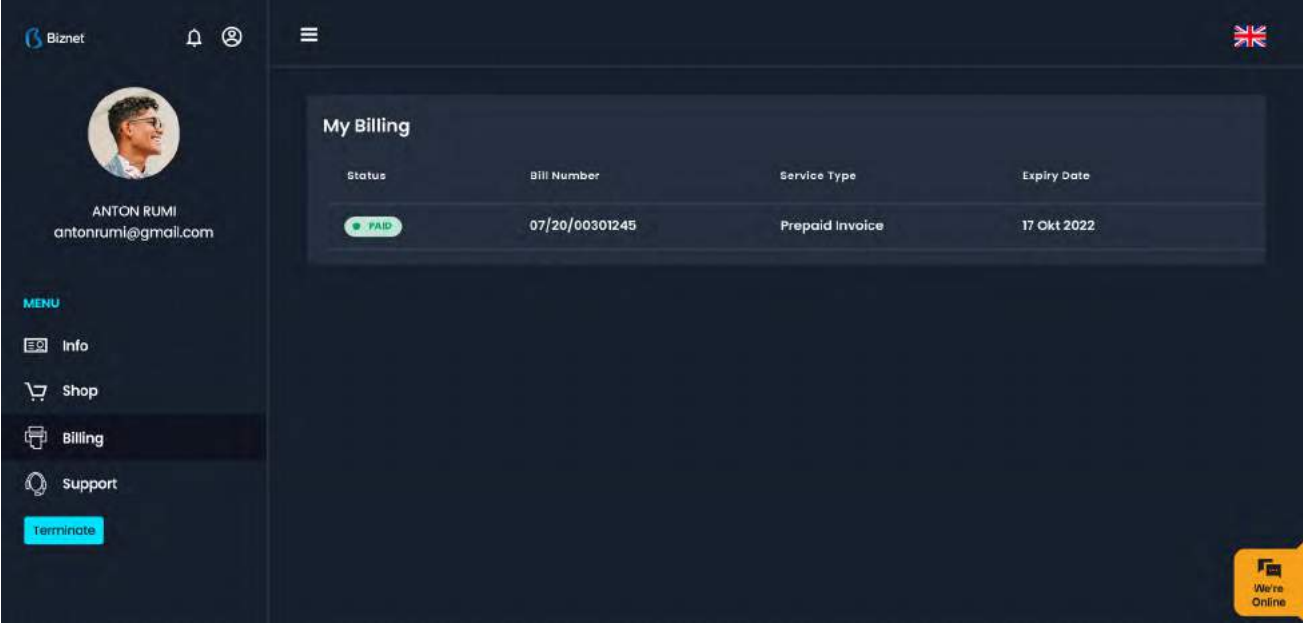 Biznet
ANTON RUMI
antonrumi@gmail.com
MENU
Info
Shop
Billing
Support
Terminate
My Billing
Status Bill Number Service Type Expiry Date
PAID 07/20/00301245 Prepaid Invoice 17 Okt 2022
We're
Online